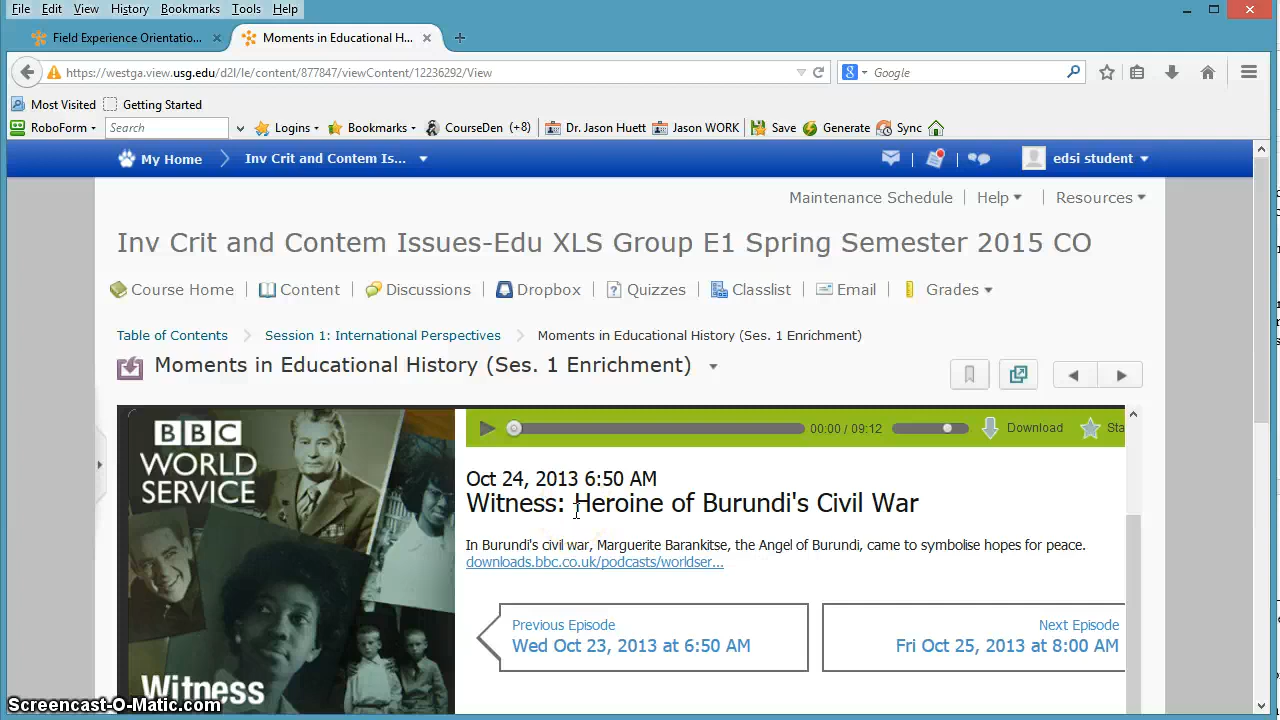 File Edit View History Bookmarks Tools Help
Field Experience Orientatio... × Moments in Educational H... × +
https://westga.view.usg.edu/d2l/le/content/877847/viewContent/12236292/View Google
Most Visited Getting Started
RoboForm Search Logins Bookmarks CourseDen (+8) Dr. Jason Huett Jason WORK Save Generate Sync
My Home Inv Crit and Contem Is... edsi student
Maintenance Schedule Help Resources
Inv Crit and Contem Issues-Edu XLS Group E1 Spring Semester 2015 CO
Course Home Content Discussions Dropbox Quizzes Classlist Email Grades
Table of Contents Session 1: International Perspectives Moments in Educational History (Ses. 1 Enrichment)
Moments in Educational History (Ses. 1 Enrichment)
BBC
WORLD
SERVICE
Witness
00:00 / 09:12 Download Sta
Oct 24, 2013 6:50 AM
Witness: Heroine of Burundi's Civil War
In Burundi's civil war, Marguerite Barankitse, the Angel of Burundi, came to symbolise hopes for peace.
downloads.bbc.co.uk/podcasts/worldser...
Previous Episode
Wed Oct 23, 2013 at 6:50 AM
Next Episode
Fri Oct 25, 2013 at 8:00 AM
Screencast-O-Matic.com